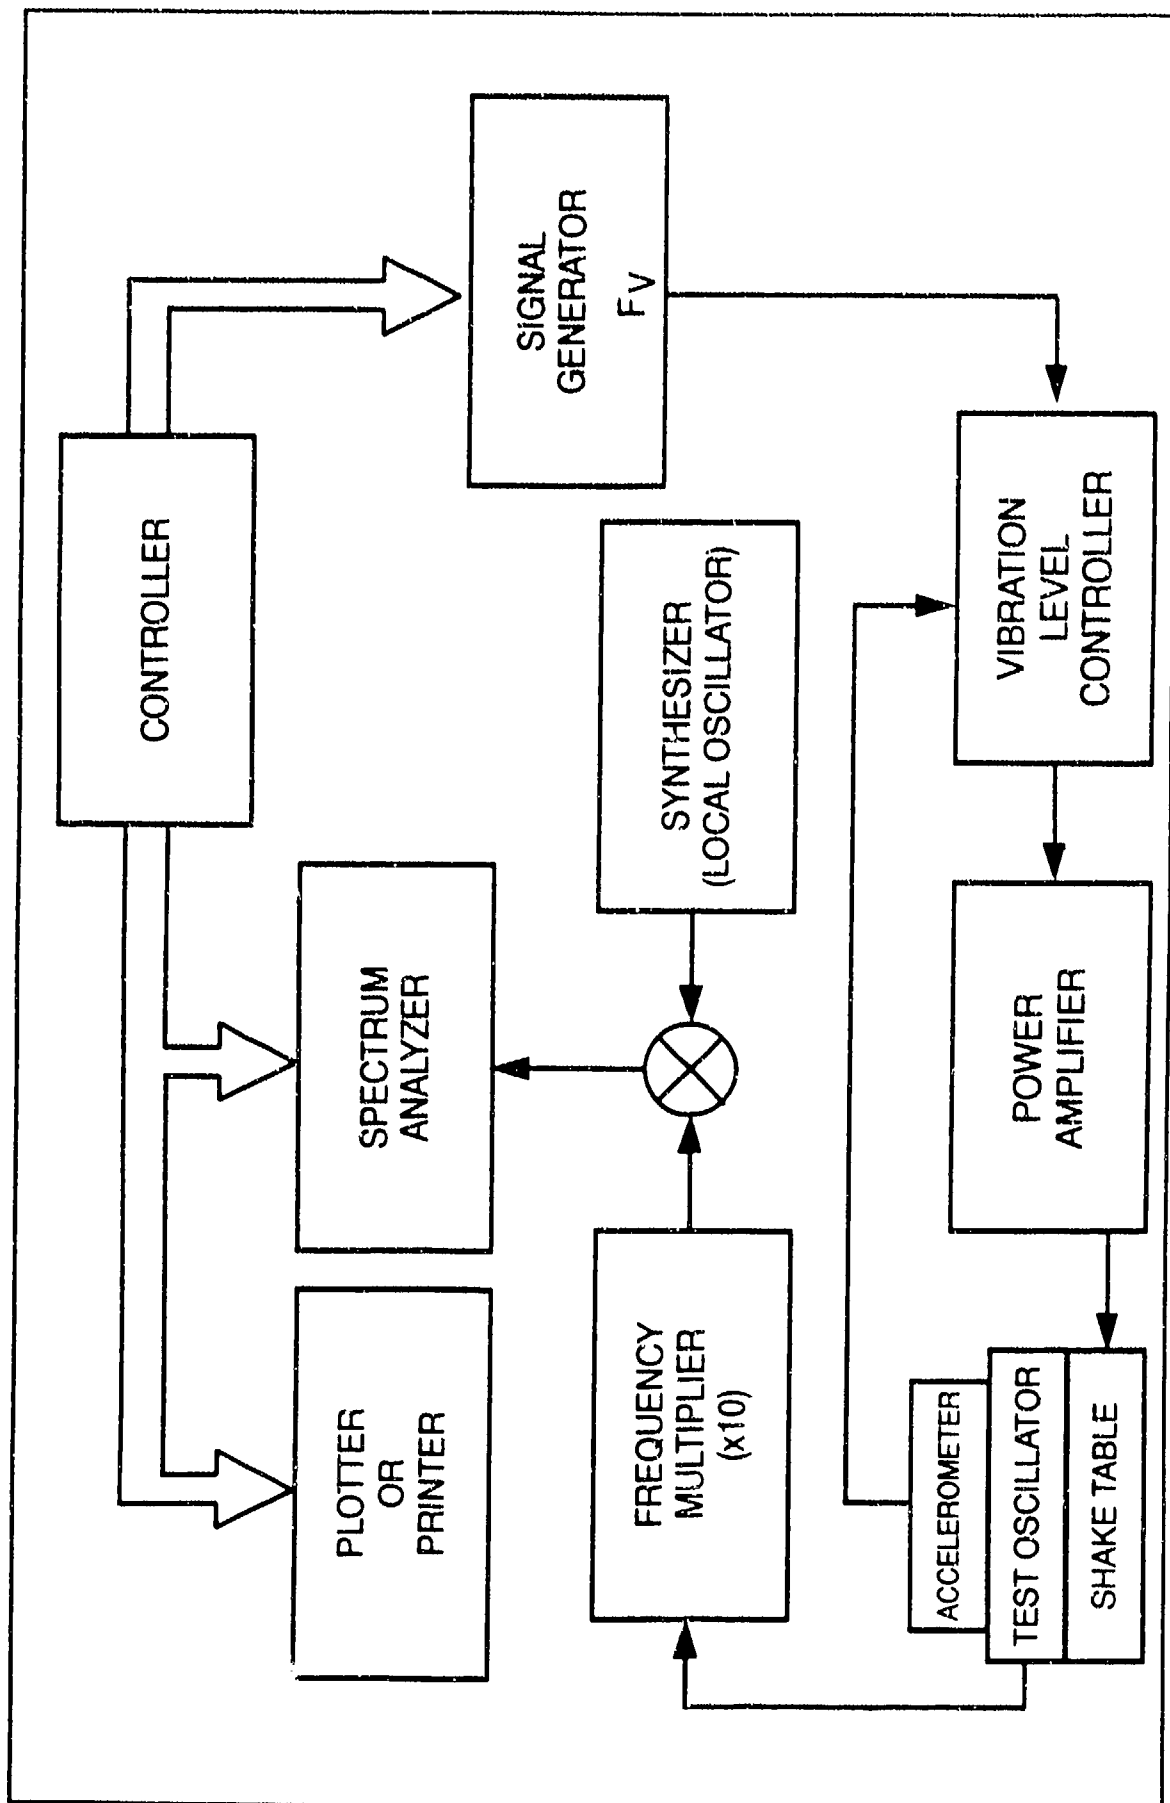 CONTROLLER
SIGNAL
GENERATOR
Fv
PLOTTER
OR
PRINTER
SPECTRUM
ANALYZER
FREQUENCY
MULTIPLIER
(x10)
SYNTHESIZER
(LOCAL OSCILLATOR)
ACCELEROMETER
TEST OSCILLATOR
SHAKE TABLE
POWER
AMPLIFIER
VIBRATION
LEVEL
CONTROLLER